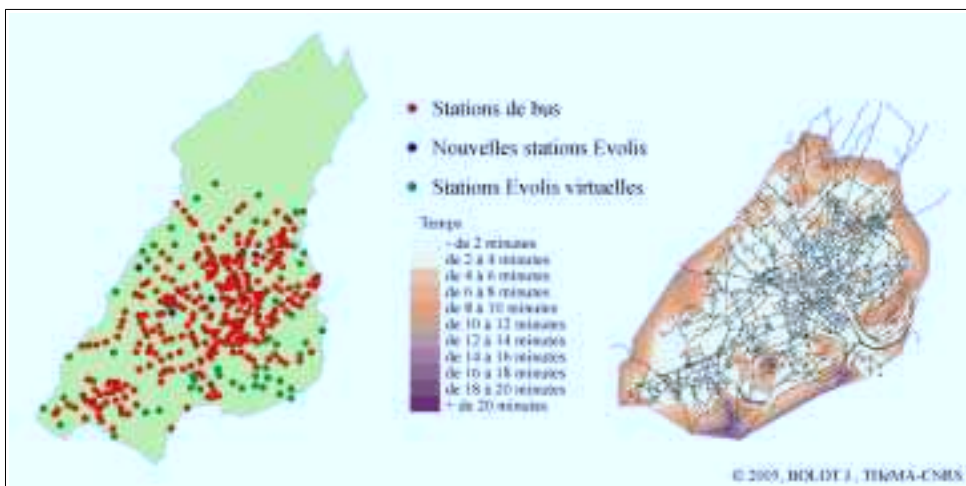 Stations de bus
Nouvelles stations Evolis
Stations Evolis virtuelles
Temps
- de 2 minutes
de 2 à 4 minutes
de 4 à 6 minutes
de 6 à 8 minutes
de 8 à 10 minutes
de 10 à 12 minutes
de 12 à 14 minutes
de 14 à 16 minutes
de 16 à 18 minutes
de 18 à 20 minutes
+ de 20 minutes
© 2005, BOLOT J., THéMA-CNRS